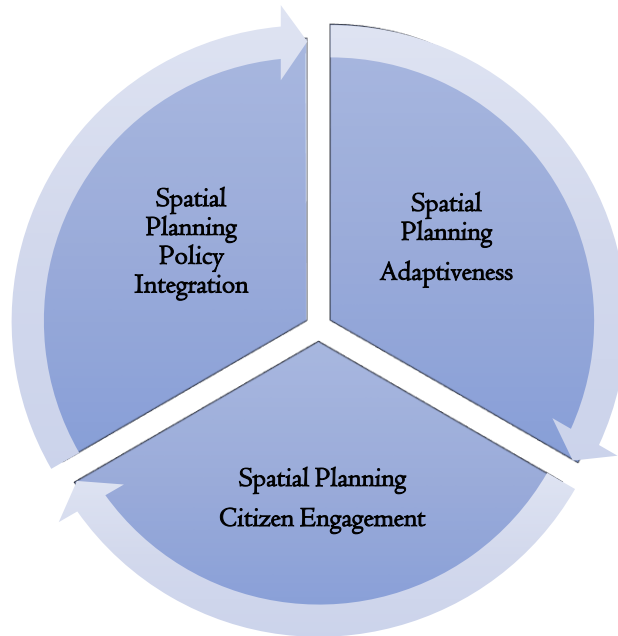 Spatial
Planning
Policy
Integration
Spatial
Planning
Adaptiveness
Spatial Planning
Citizen Engagement